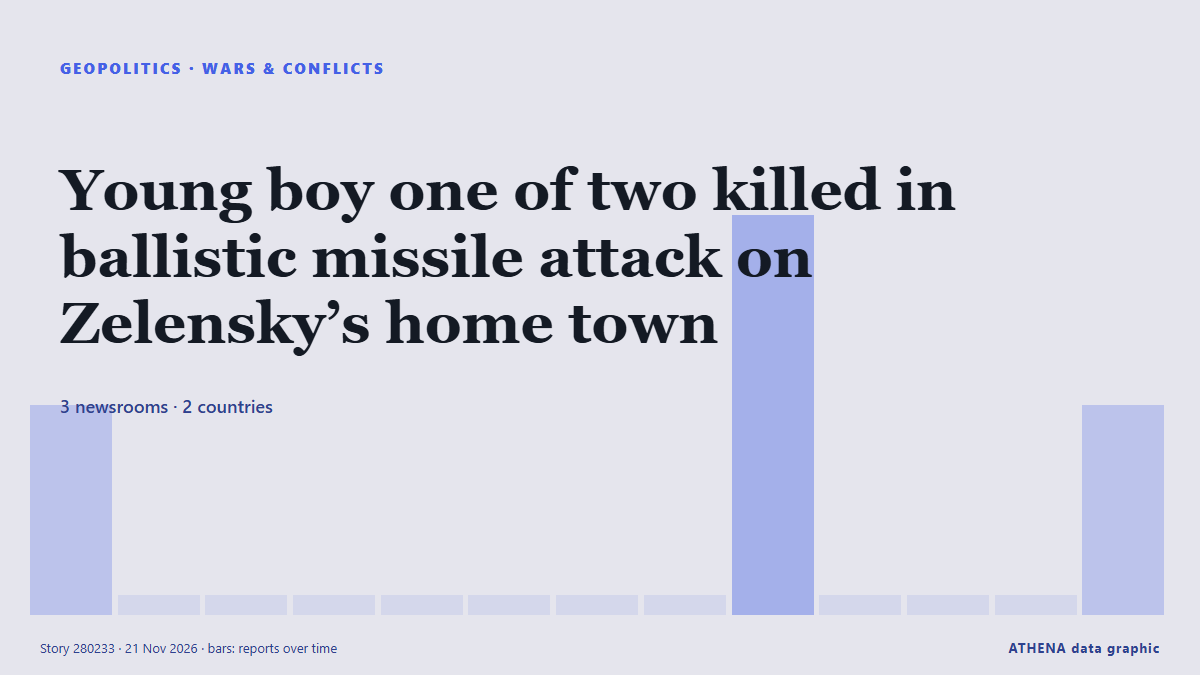 GEOPOLITICS · WARS & CONFLICTS
Young boy one of two killed in
ballistic missile attack on
Zelensky’s home town
3 newsrooms · 2 countries
Story 280233 · 21 Nov 2026 · bars: reports over time
ATHENA data graphic